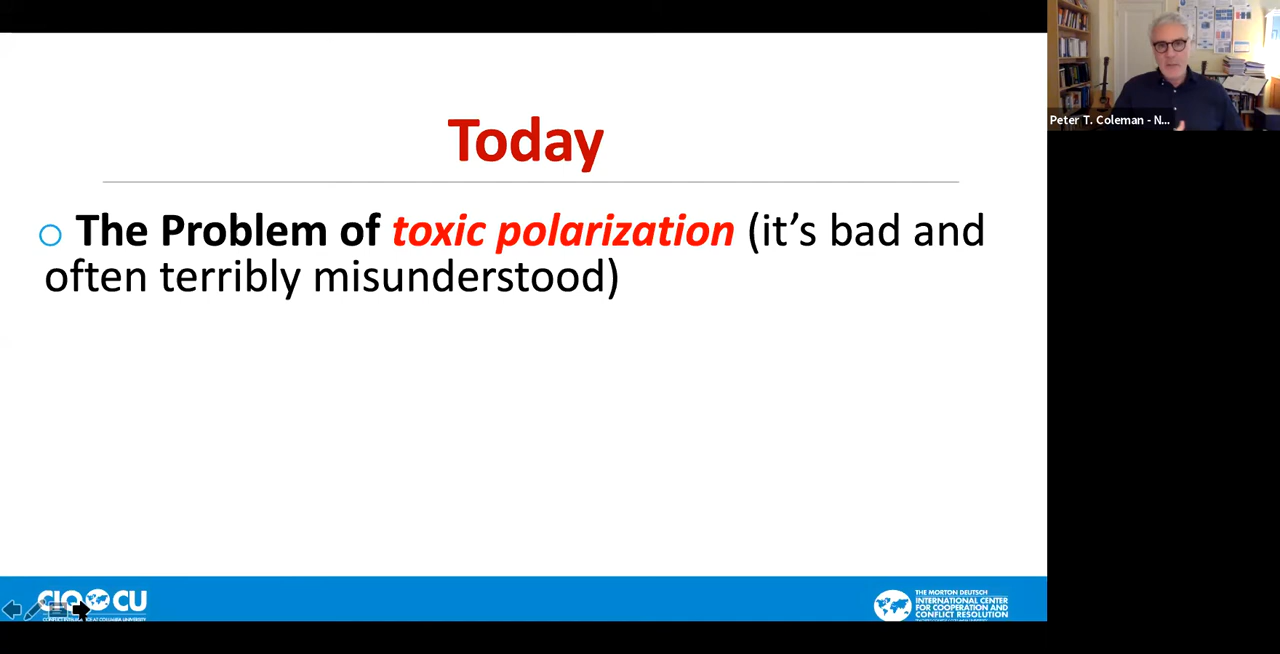 Today
The Problem of toxic polarization (it’s bad and
often terribly misunderstood)
Peter T. Coleman - N...
CU
THE MORTON DEUTSCH
INTERNATIONAL CENTER
FOR COOPERATION AND
CONFLICT RESOLUTION